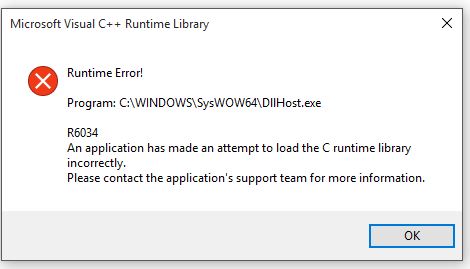 Microsoft Visual C++ Runtime Library
Runtime Error!
Program: C:\WINDOWS\SysWOW64\DllHost.exe
R6034
An application has made an attempt to load the C runtime library
incorrectly.
Please contact the application's support team for more information.
OK